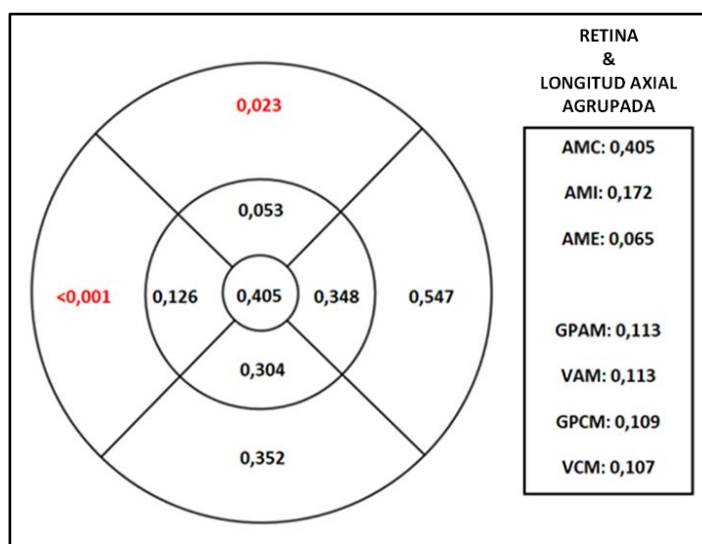 RETINA
&
LONGITUD AXIAL
AGRUPADA
0,023
0,053
<0,001
0,126
0,405
0,348
0,547
0,304
0,352
AMC: 0,405
AMI: 0,172
AME: 0,065
GPAM: 0,113
VAM: 0,113
GPCM: 0,109
VCM: 0,107